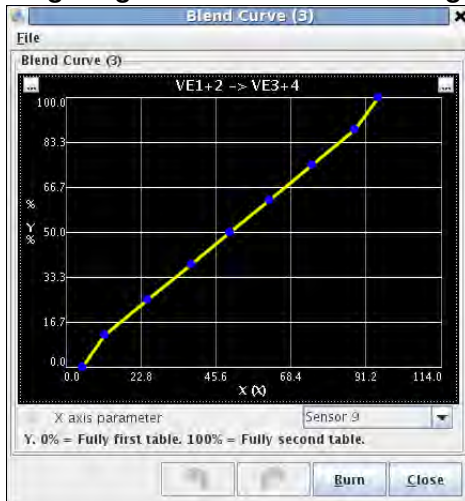 Blend Curve (3)
File
Blend Curve (3)
... VE1+2 -> VE3+4 ...
100.0
83.3
66.7
%
Y 50.0
%
33.3
16.7
0.0
0.0 22.8 45.6 68.4 91.2 114.0
X (X)
X axis parameter Sensor 9
Y. 0% = Fully first table. 100% = Fully second table.
Burn Close